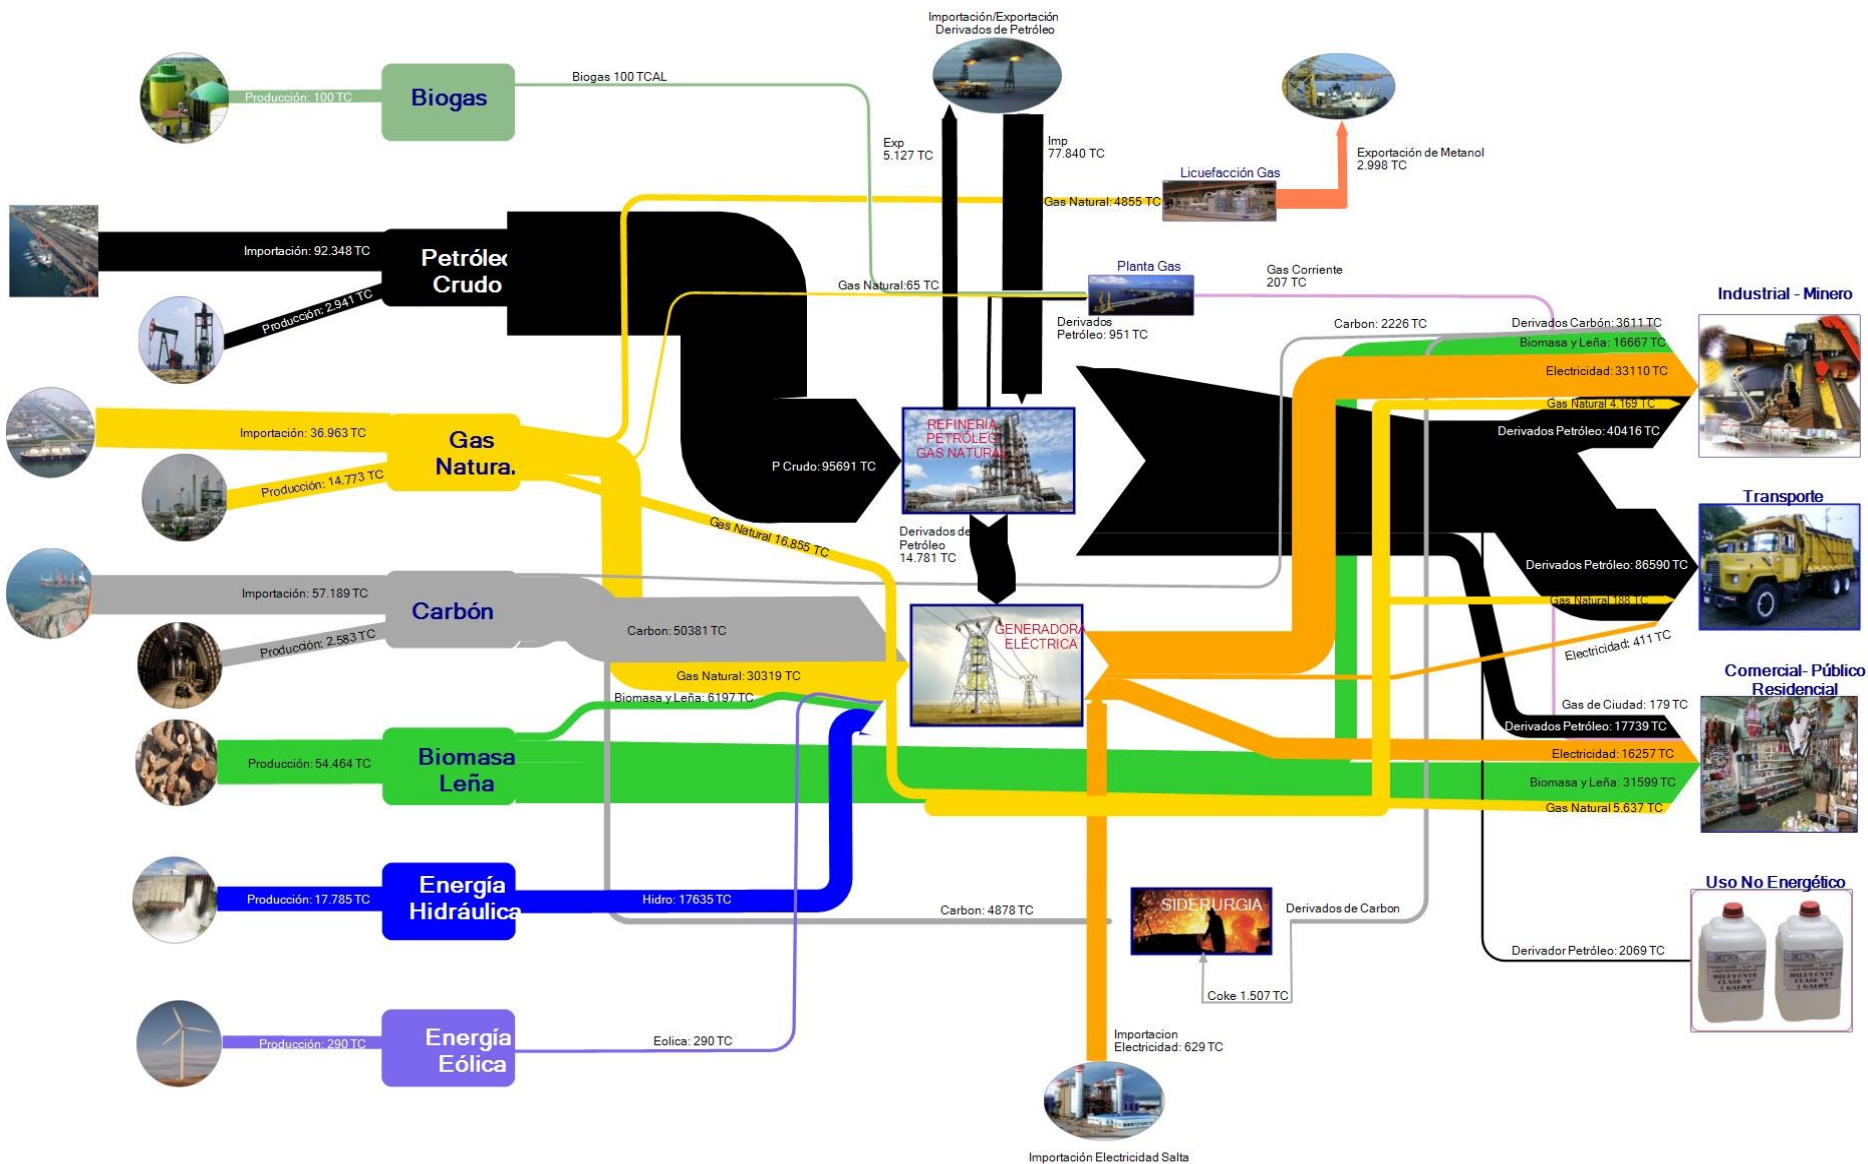 Importación/Exportación
Derivados de Petróleo
Biogas 100 TCAL
Producción: 100 TC
Biogas
Exp
5.127 TC
Imp
77.840 TC
Exportación de Metanol
2.998 TC
Licuefacción Gas
Gas Natural: 4855 TC
Importación: 92.348 TC
Petróleo
Crudo
Producción: 2.941 TC
Planta Gas
Gas Corriente
207 TC
Gas Natural:65 TC
Derivados
Petróleo: 951 TC
Carbon: 2226 TC
Industrial - Minero
Derivados Carbón: 3611 TC
Biomasa y Leña: 16667 TC
Electricidad: 33110 TC
Gas Natural 4.169 TC
Derivados Petróleo: 40416 TC
Importación: 36.963 TC
Gas
Natura.
Producción: 14.773 TC
REFINERIA
PETRÓLEO
GAS NATURA
P Crudo: 95691 TC
Gas Natural 16.855 TC
Derivados de
Petróleo
14.781 TC
Transporte
Derivados Petróleo: 86590 TC
Gas Natural 188 TC
Electricidad: 411 TC
Importación: 57.189 TC
Carbón
Producción: 2.583 TC
Carbon: 50381 TC
GENERADORA
ELÉCTRICA
Gas Natural: 30319 TC
Biomasa y Leña: 6197 TC
Comercial- Público
Residencial
Gas de Ciudad: 179 TC
Derivados Petróleo: 17739 TC
Electricidad: 16257 TC
Biomasa y Leña: 31599 TC
Gas Natural 5.637 TC
Producción: 54.464 TC
Biomasa
Leña
Producción: 17.785 TC
Energía
Hidráulica
Hidro: 17635 TC
Carbon: 4878 TC
SIDERURGIA
Derivados de Carbon
Coke 1.507 TC
Uso No Energético
Derivador Petróleo: 2069 TC
DILUYENTE
CLASE "F"
1 GALON
DILUYENTE
CLASE "F"
1 GALON
Producción: 290 TC
Energía
Eólica
Eolica: 290 TC
Importacion
Electricidad: 629 TC
Importación Electricidad Salta